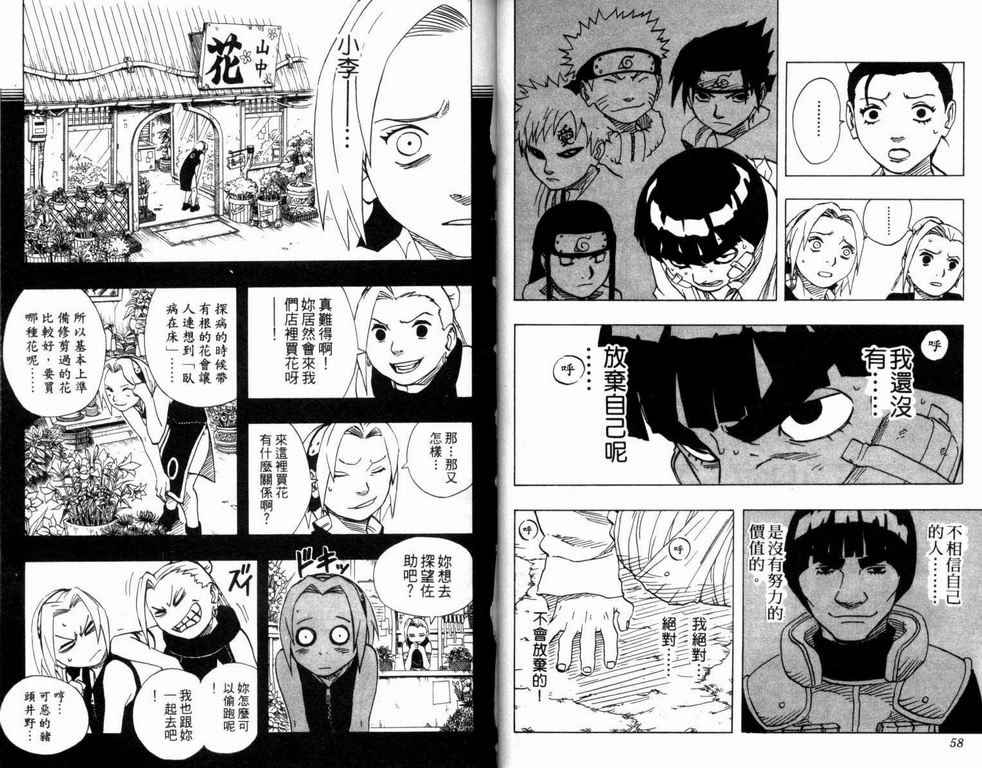 ………
………
呼
我還沒
有……
放棄自己呢
……
呼
不相信自己
的人………
是沒有努力的
價值的。
呼
呼
我絕對…
絕對……
不會放棄的！
58
小李——…
山中
花
真難得啊！
妳居然會來我
們店裡買花呀
——！
探病的時候帶
有根的花會讓
人連想到「臥
病在床」……
所以基本上準
備修剪過的花
比較好，要買
哪種花呢……
那…那又
怎樣…
來這裡買花
有什麼關係啊？
妳想去
探望佐
助吧？
ドキッ
ズイ
妳怎麼可
以偷跑呢
！
我也跟妳
一起去吧
！
哼…
可惡的豬
頭井野…